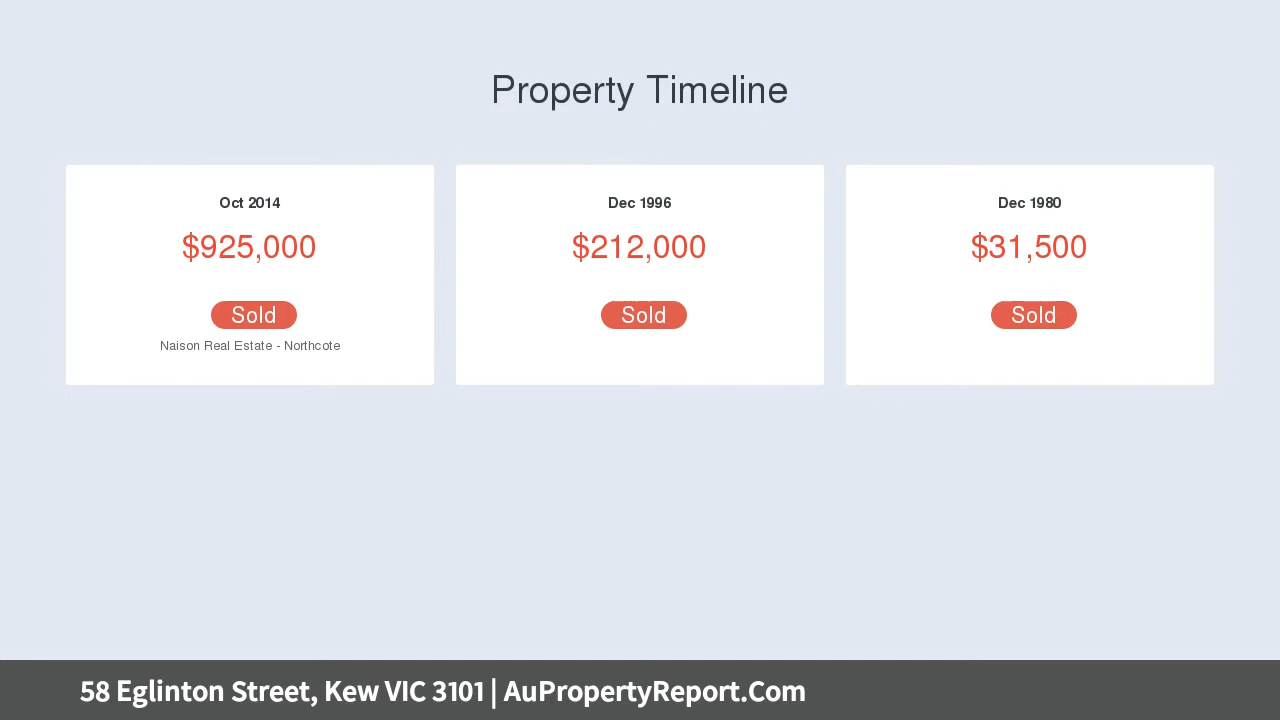 Property Timeline
Oct 2014
$925,000
Sold
Naison Real Estate - Northcote
Dec 1996
$212,000
Sold
Dec 1980
$31,500
Sold
58 Eglinton Street, Kew VIC 3101 | AuPropertyReport.Com